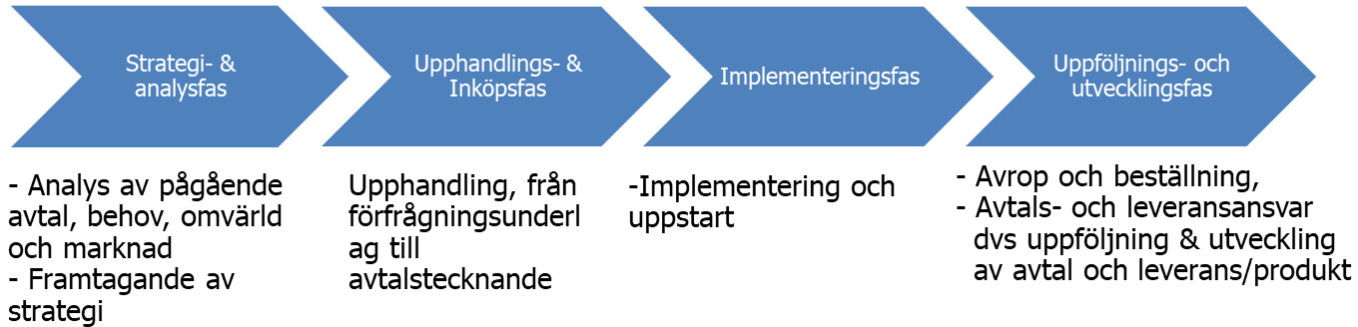 Strategi- &
analysfas
Upphandlings- &
Inköpsfas
Implementeringsfas
Uppföljnings- och
utvecklingsfas
- Analys av pågående
avtal, behov, omvärld
och marknad
- Framtagande av
strategi
Upphandling, från
förfrågningsunderl
ag till
avtalstecknande
-Implementering och
uppstart
- Avrop och beställning,
- Avtals- och leveransansvar
dvs uppföljning & utveckling
av avtal och leverans/produkt